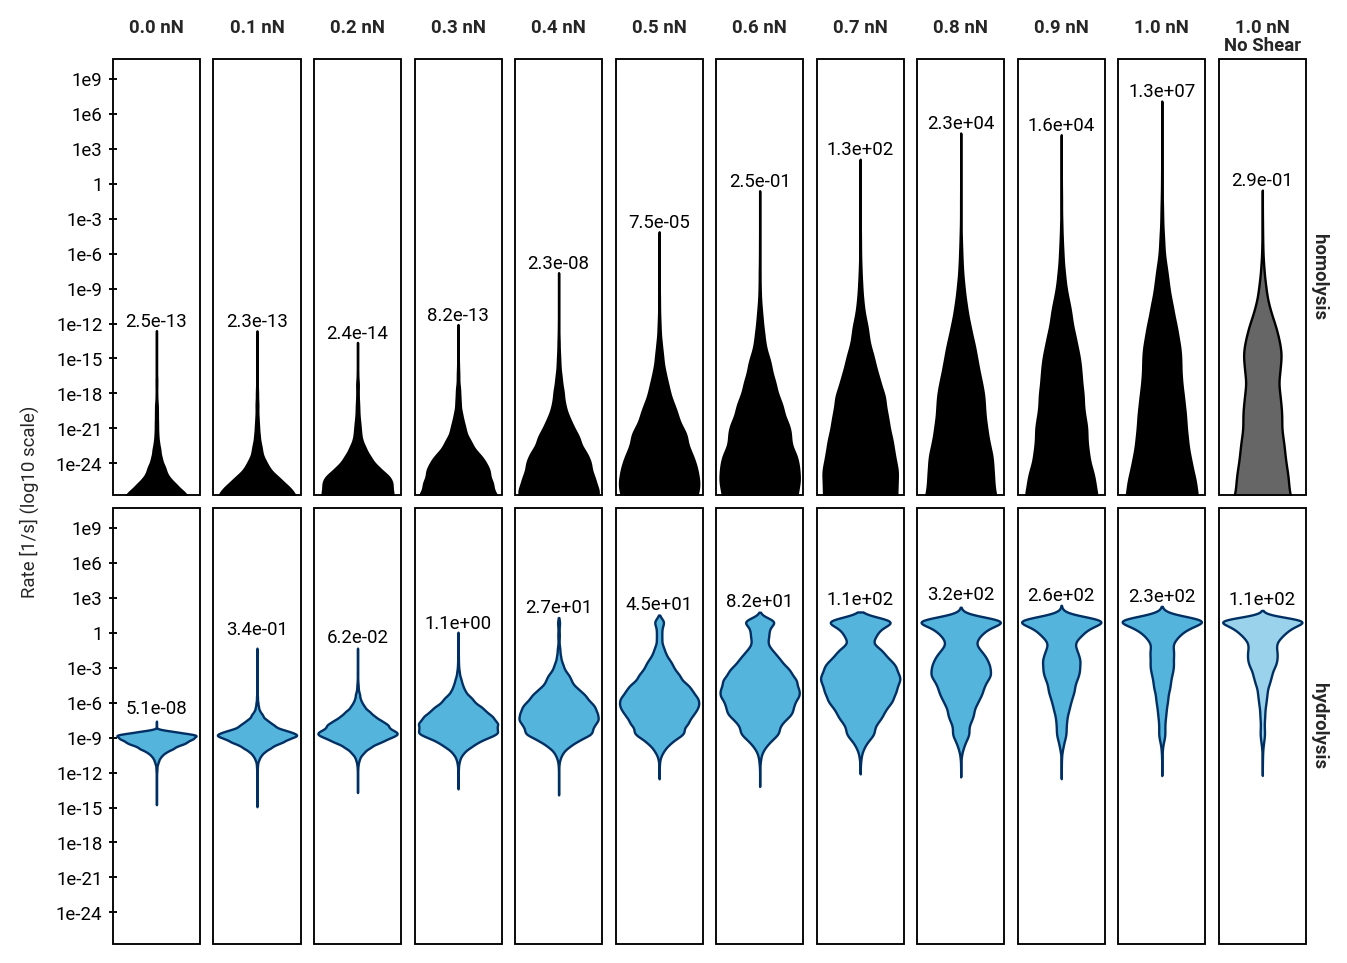 0.0 nN 0.1 nN 0.2 nN 0.3 nN 0.4 nN 0.5 nN 0.6 nN 0.7 nN 0.8 nN 0.9 nN 1.0 nN 1.0 nN
No Shear
1e9
1.3e+07
1e6
2.3e+04 1.6e+04
1e3
1.3e+02
1
2.5e-01 2.9e-01
1e-3
7.5e-05
1e-6
2.3e-08
1e-9
8.2e-13
1e-12
2.5e-13 2.3e-13 2.4e-14
1e-15
1e-18
1e-21
1e-24
homolysis
Rate [1/s] (log10 scale)
1e9
1e6
1e3
5.1e-08 3.4e-01 6.2e-02 1.1e+00 2.7e+01 4.5e+01 8.2e+01 1.1e+02 3.2e+02 2.6e+02 2.3e+02 1.1e+02
1
1e-3
1e-6
1e-9
1e-12
1e-15
1e-18
1e-21
1e-24
hydrolysis